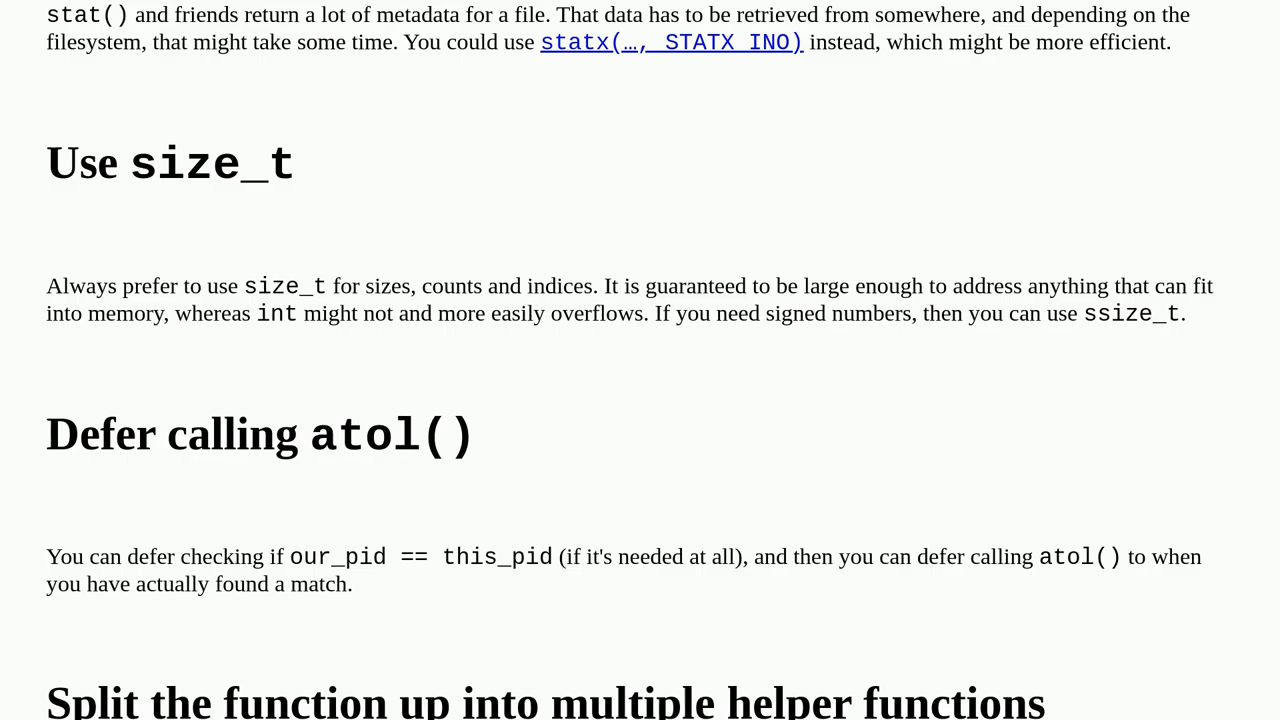 stat() and friends return a lot of metadata for a file. That data has to be retrieved from somewhere, and depending on the
filesystem, that might take some time. You could use statx(…, STATX_INO) instead, which might be more efficient.
Use size_t
Always prefer to use size_t for sizes, counts and indices. It is guaranteed to be large enough to address anything that can fit
into memory, whereas int might not and more easily overflows. If you need signed numbers, then you can use ssize_t.
Defer calling atol()
You can defer checking if our_pid == this_pid (if it's needed at all), and then you can defer calling atol() to when
you have actually found a match.
Split the function up into multiple helper functions